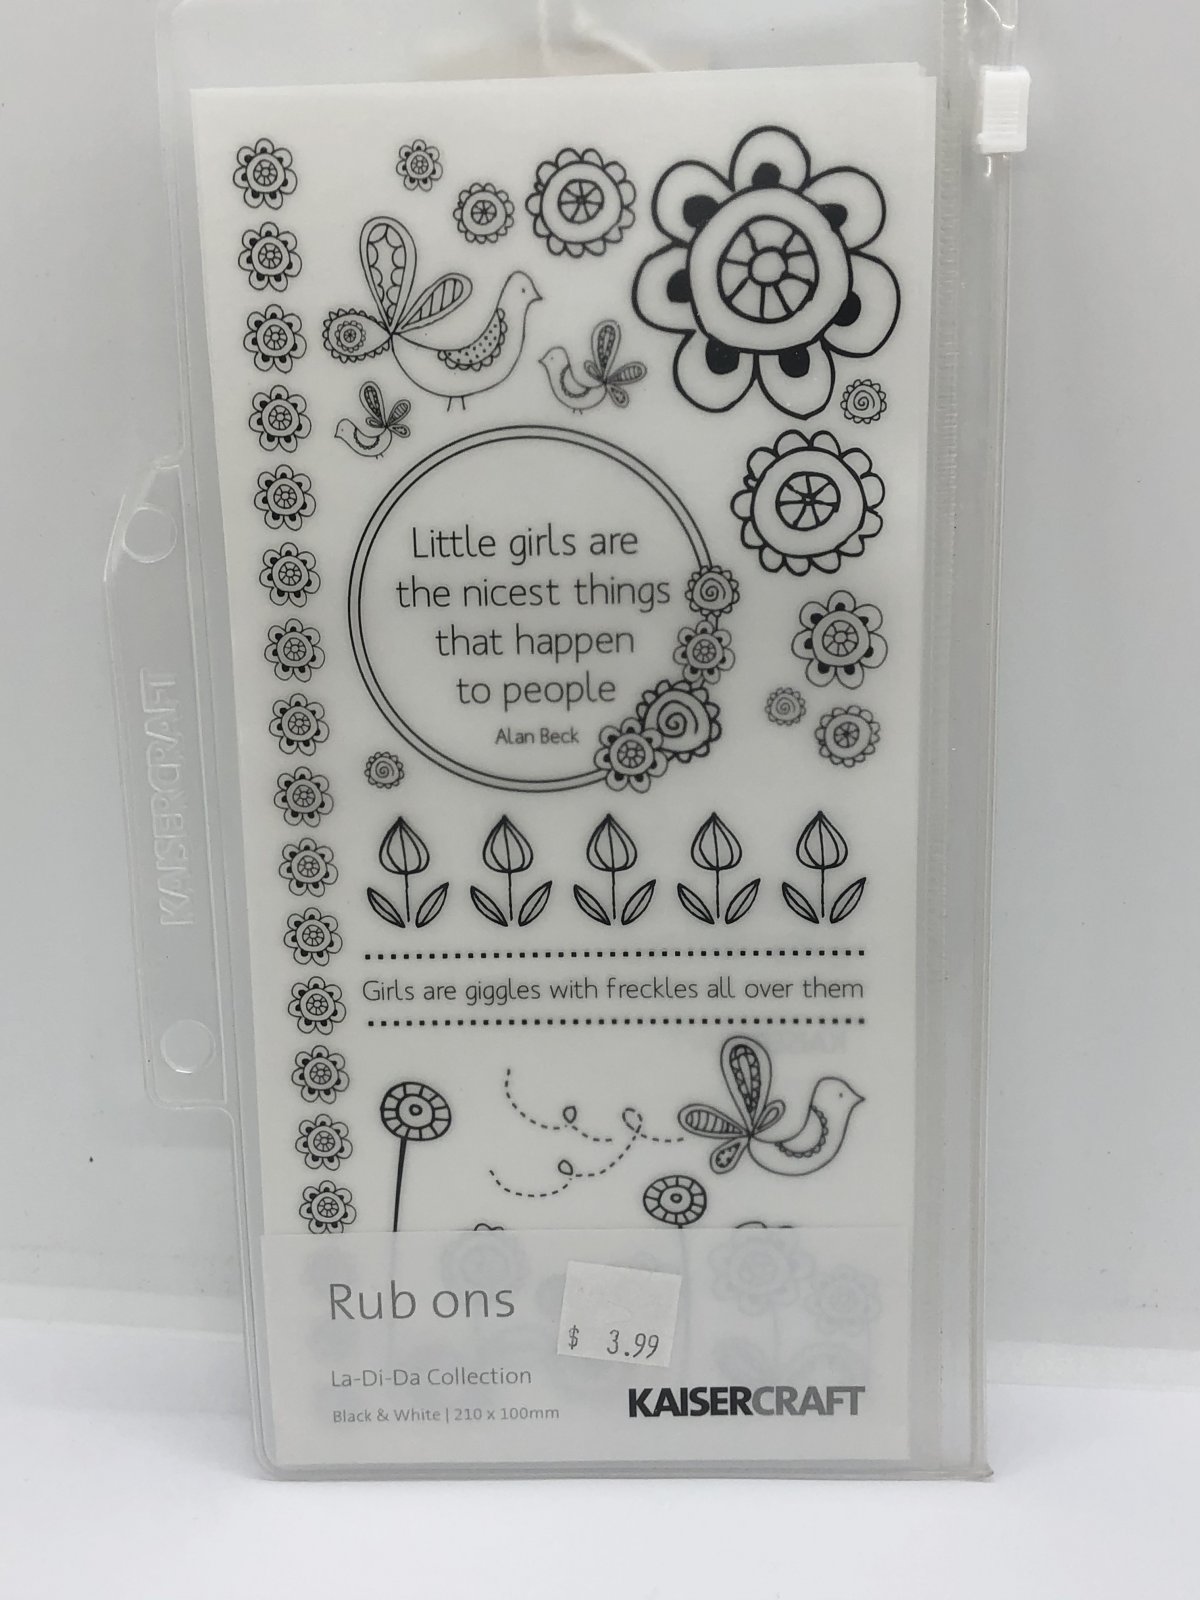 Little girls are
the nicest things
that happen
to people
Alan Beck
Girls are giggles with freckles all over them
KAISERCRAFT
Rub ons
$ 3.99
La-Di-Da Collection
Black & White | 210 x 100mm
KAISERCRAFT